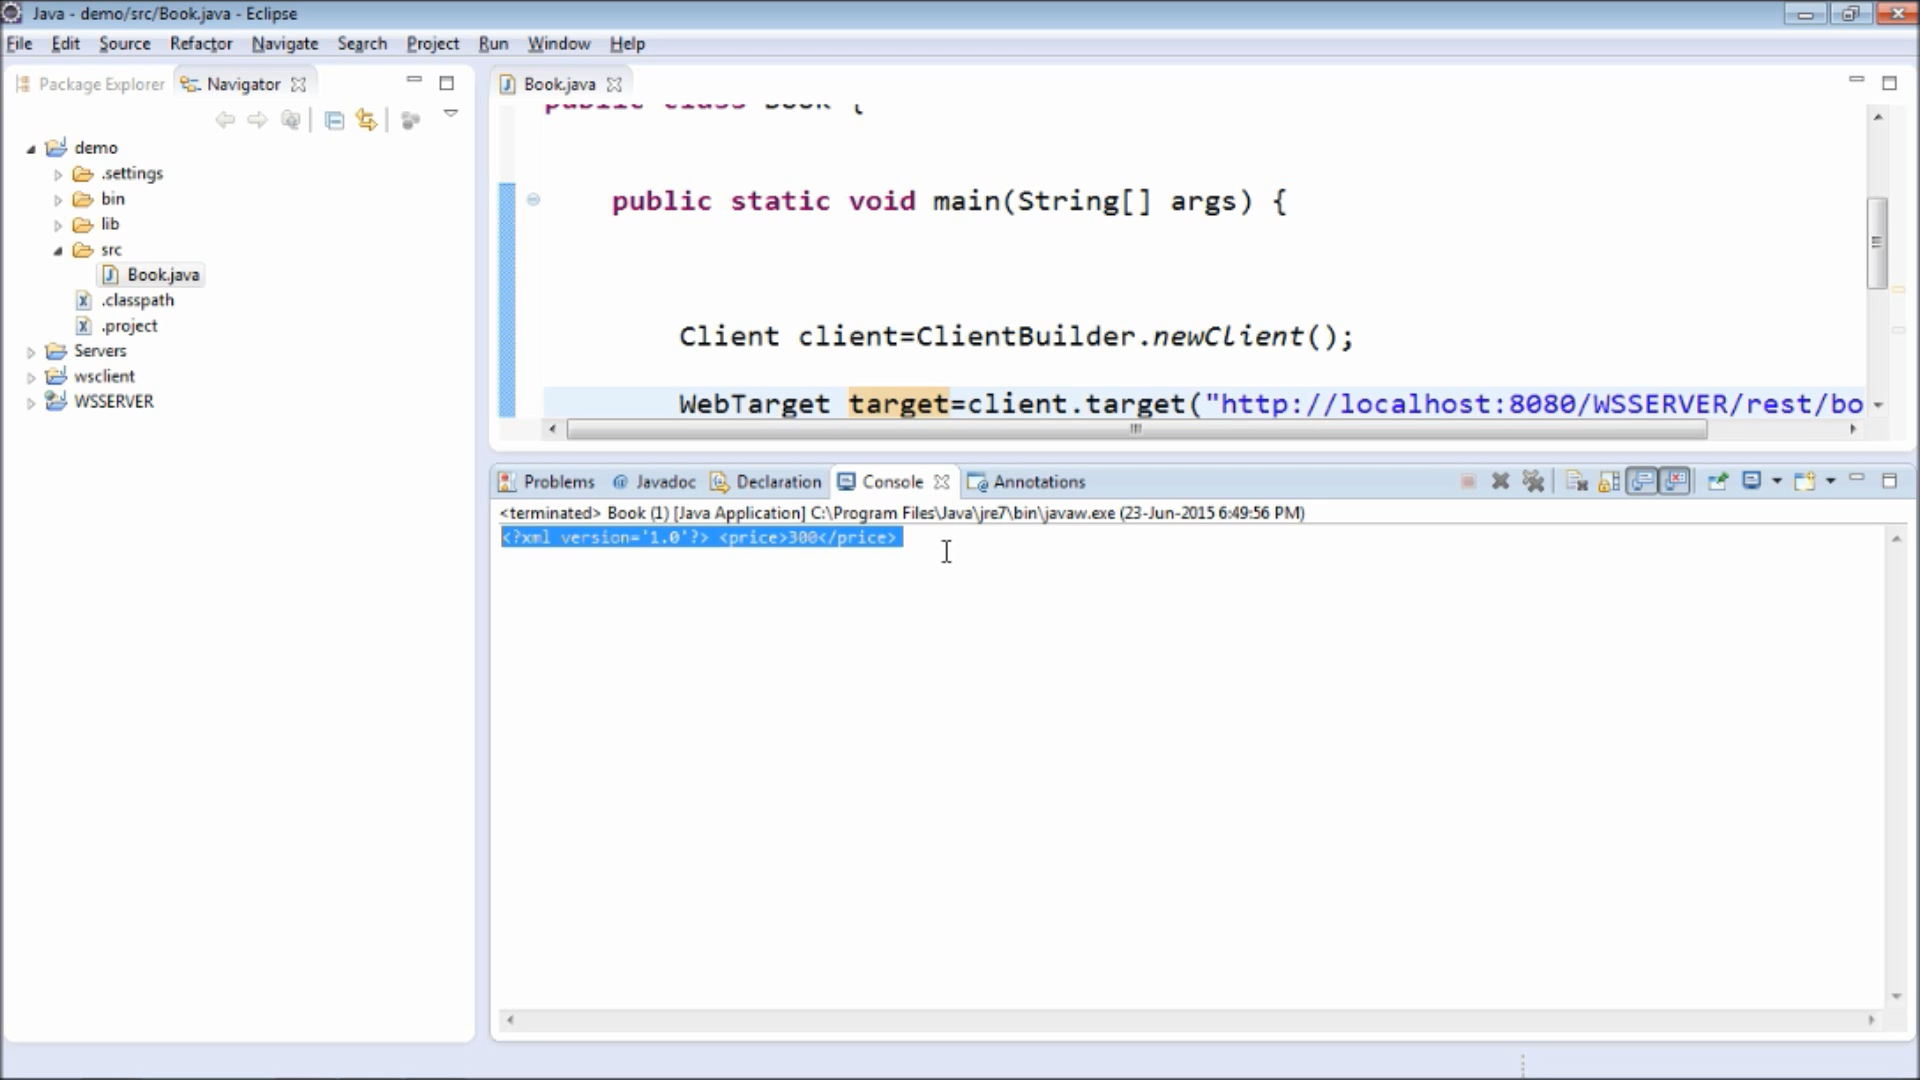 Java - demo/src/Book.java - Eclipse
File Edit Source Refactor Navigate Search Project Run Window Help
Package Explorer Navigator
demo
.settings
bin
lib
src
Book.java
.classpath
.project
Servers
wsclient
WSSERVER
Book.java
public class Book {
public static void main(String[] args) {
Client client=ClientBuilder.newClient();
WebTarget target=client.target("http://localhost:8080/WSSERVER/rest/bo
Problems @ Javadoc Declaration Console Annotations
<terminated> Book (1) [Java Application] C:\Program Files\Java\jre7\bin\javaw.exe (23-Jun-2015 6:49:56 PM)
<?xml version='1.0'?> <price>300</price>